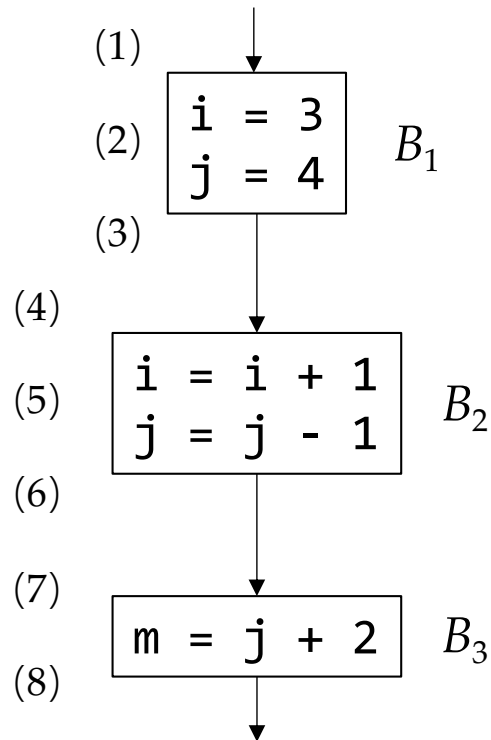 (1)
i = 3
(2)
B₁
j = 4
(3)
(4)
i = i + 1
(5)
B₂
j = j - 1
(6)
(7)
m = j + 2
B₃
(8)